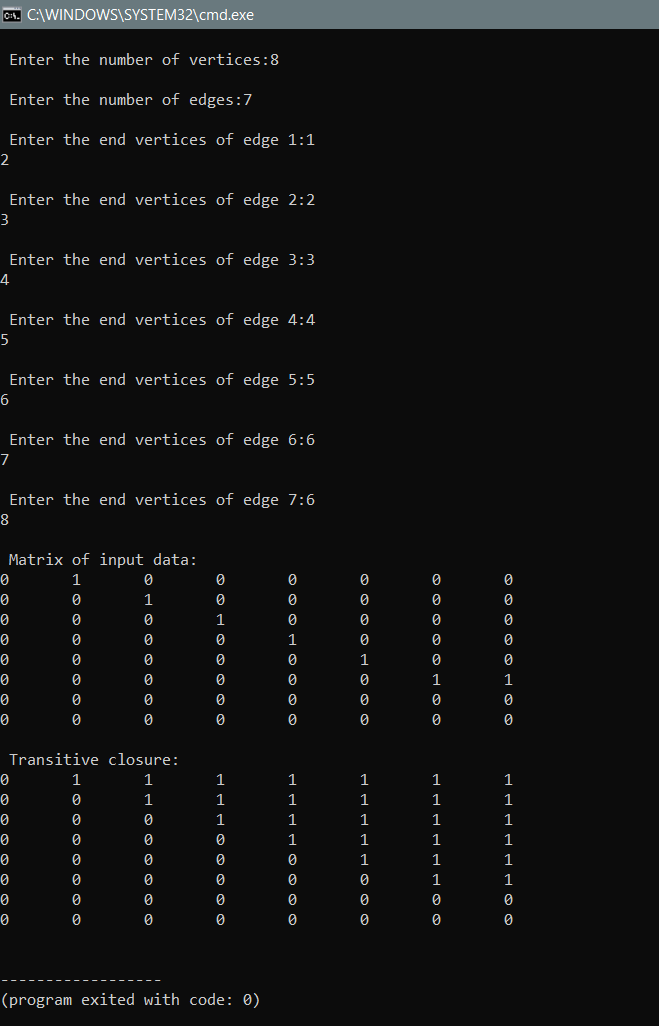 C:\WINDOWS\SYSTEM32\cmd.exe
Enter the number of vertices:8
Enter the number of edges:7
Enter the end vertices of edge 1:1
2
Enter the end vertices of edge 2:2
3
Enter the end vertices of edge 3:3
4
Enter the end vertices of edge 4:4
5
Enter the end vertices of edge 5:5
6
Enter the end vertices of edge 6:6
7
Enter the end vertices of edge 7:6
8
Matrix of input data:
0 1 0 0 0 0 0 0
0 0 1 0 0 0 0 0
0 0 0 1 0 0 0 0
0 0 0 0 1 0 0 0
0 0 0 0 0 1 0 0
0 0 0 0 0 0 1 1
0 0 0 0 0 0 0 0
0 0 0 0 0 0 0 0
Transitive closure:
0 1 1 1 1 1 1 1
0 0 1 1 1 1 1 1
0 0 0 1 1 1 1 1
0 0 0 0 1 1 1 1
0 0 0 0 0 1 1 1
0 0 0 0 0 0 1 1
0 0 0 0 0 0 0 0
0 0 0 0 0 0 0 0
------------------
(program exited with code: 0)